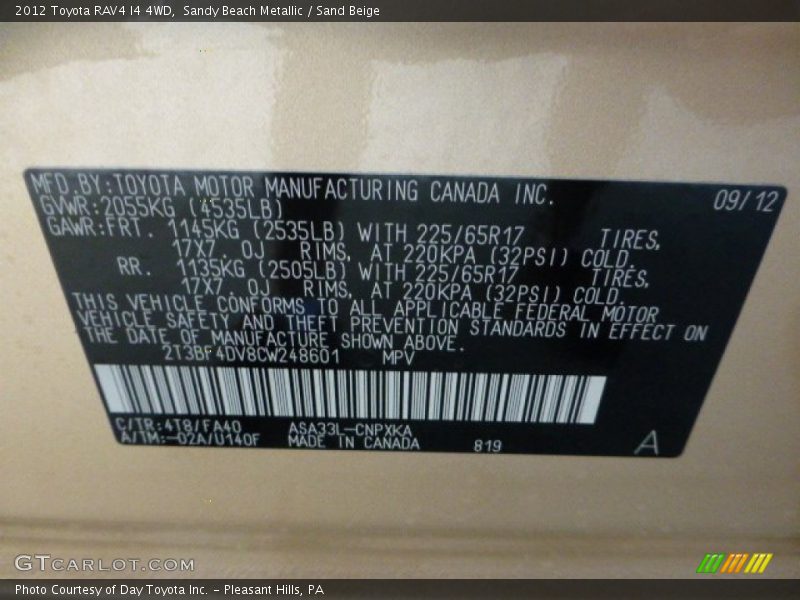 2012 Toyota RAV4 I4 4WD, Sandy Beach Metallic / Sand Beige
MFD.BY:TOYOTA MOTOR MANUFACTURING CANADA INC. 09/12
GVWR:2055KG (4535LB)
GAWR:FRT. 1145KG (2535LB) WITH 225/65R17 TIRES,
17X7.0J RIMS, AT 220KPA (32PSI) COLD.
RR. 1135KG (2505LB) WITH 225/65R17 TIRES,
17X7.0J RIMS, AT 220KPA (32PSI) COLD.
THIS VEHICLE CONFORMS TO ALL APPLICABLE FEDERAL MOTOR
VEHICLE SAFETY AND THEFT PREVENTION STANDARDS IN EFFECT ON
THE DATE OF MANUFACTURE SHOWN ABOVE.
2T3BF4DV8CW248601 MPV
C/TR:4T8/FA40 ASA33L-CNPXKA
A/TM:-02A/U140F MADE IN CANADA 819 A
GTCARLOT.COM
Photo Courtesy of Day Toyota Inc. - Pleasant Hills, PA